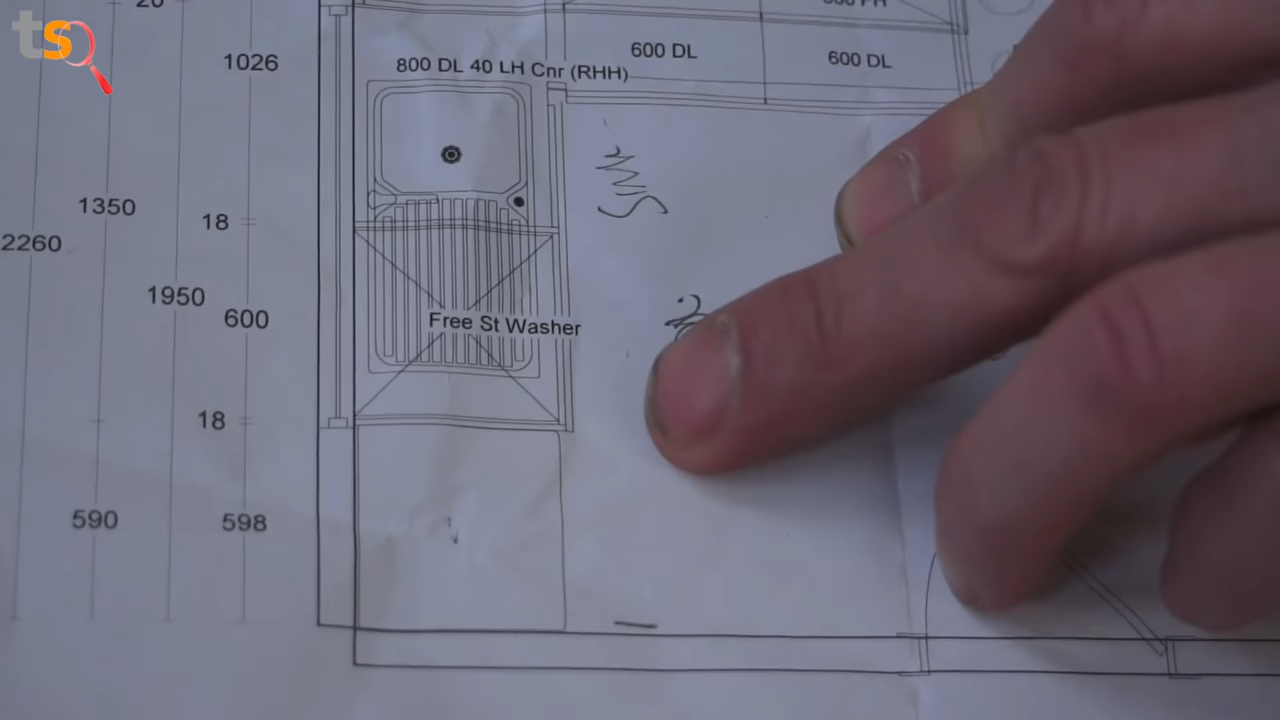 ts
20
1026
1350
18
2260
1950
600
18
590
598
600 DL
600 DL
800 DL 40 LH Cnr (RHH)
Free St Washer